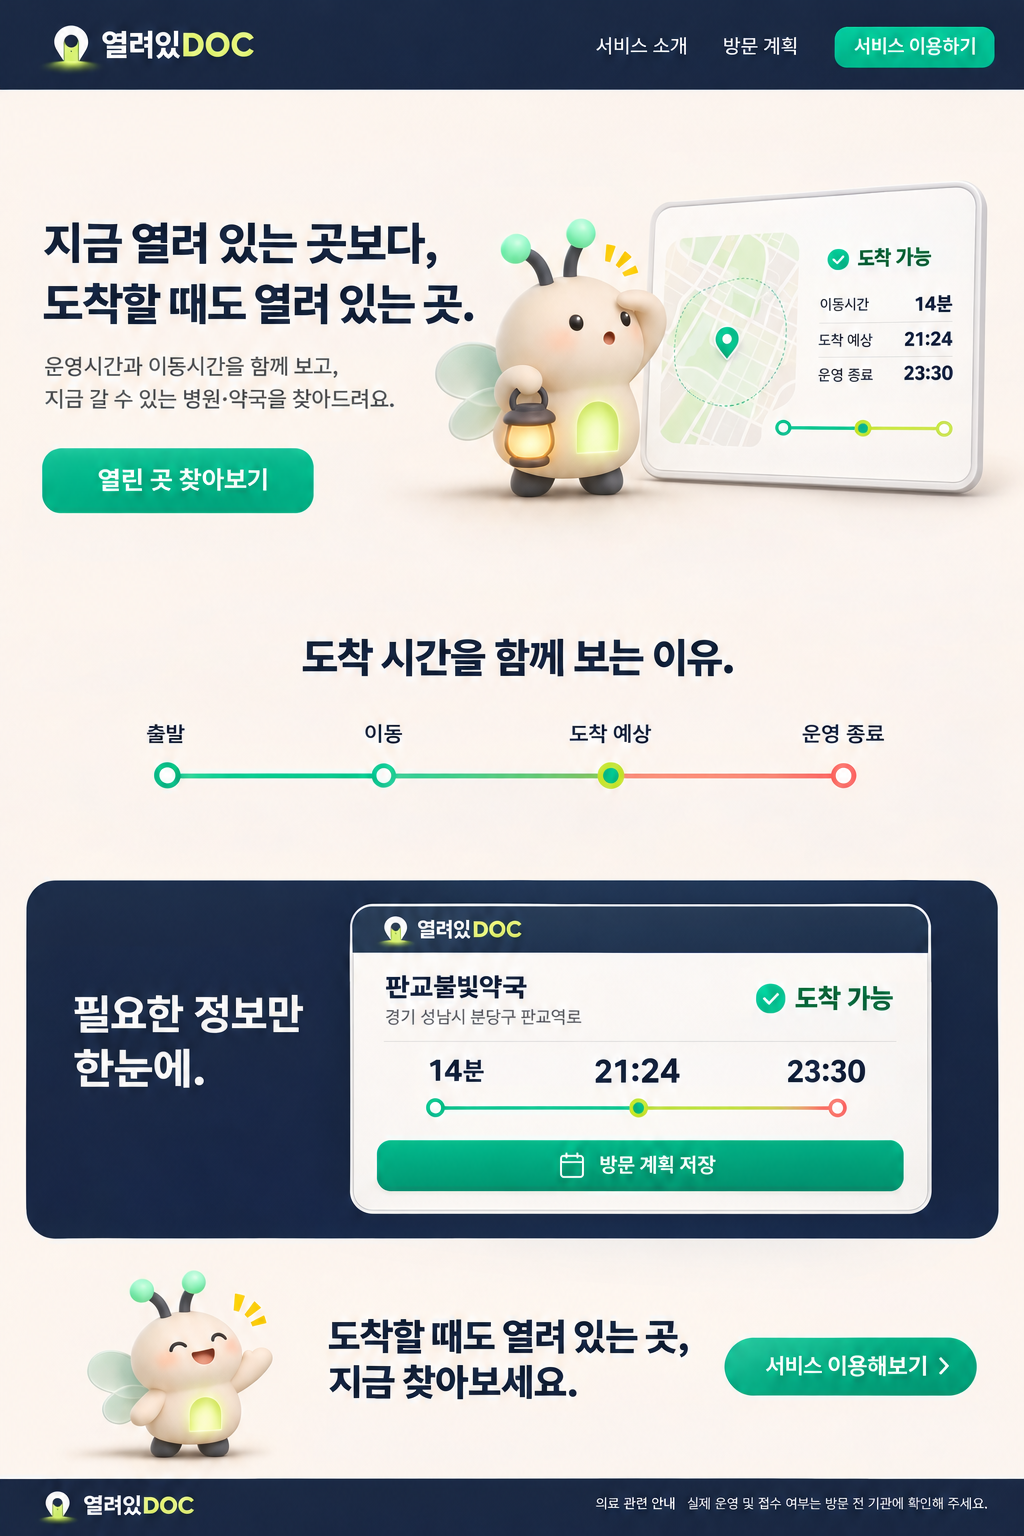 열려있DOC
서비스 소개
방문 계획
서비스 이용하기
지금 열려 있는 곳보다,
도착할 때도 열려 있는 곳.
운영시간과 이동시간을 함께 보고,
지금 갈 수 있는 병원·약국을 찾아드려요.
열린 곳 찾아보기
도착 가능
이동시간 14분
도착 예상 21:24
운영 종료 23:30
도착 시간을 함께 보는 이유.
출발
이동
도착 예상
운영 종료
필요한 정보만
한눈에.
열려있DOC
판교불빛약국
경기 성남시 분당구 판교역로
도착 가능
14분
21:24
23:30
방문 계획 저장
도착할 때도 열려 있는 곳,
지금 찾아보세요.
서비스 이용해보기
열려있DOC
의료 관련 안내 실제 운영 및 접수 여부는 방문 전 기관에 확인해 주세요.